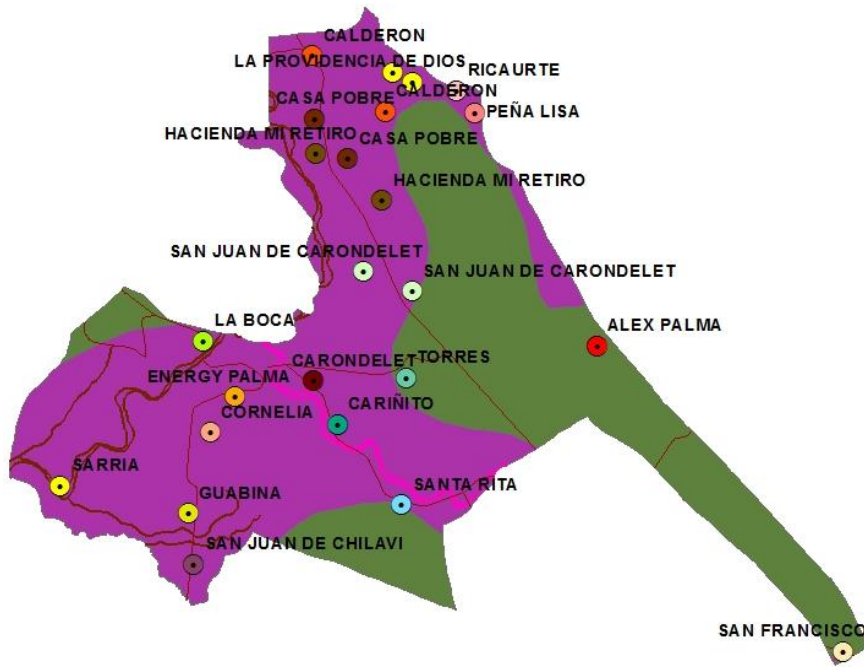 CALDERON
LA PROVIDENCIA DE DIOS
RICAURTE
CASA POBRE
CALDERON
PEÑA LISA
HACIENDA MI RETIRO
CASA POBRE
HACIENDA MI RETIRO
SAN JUAN DE CARONDELET
SAN JUAN DE CARONDELET
LA BOCA
ALEX PALMA
CARONDELET
TORRES
ENERGY PALMA
CORNELIA
CARIÑITO
SARRIA
GUABINA
SANTA RITA
SAN JUAN DE CHILAVI
SAN FRANCISCO